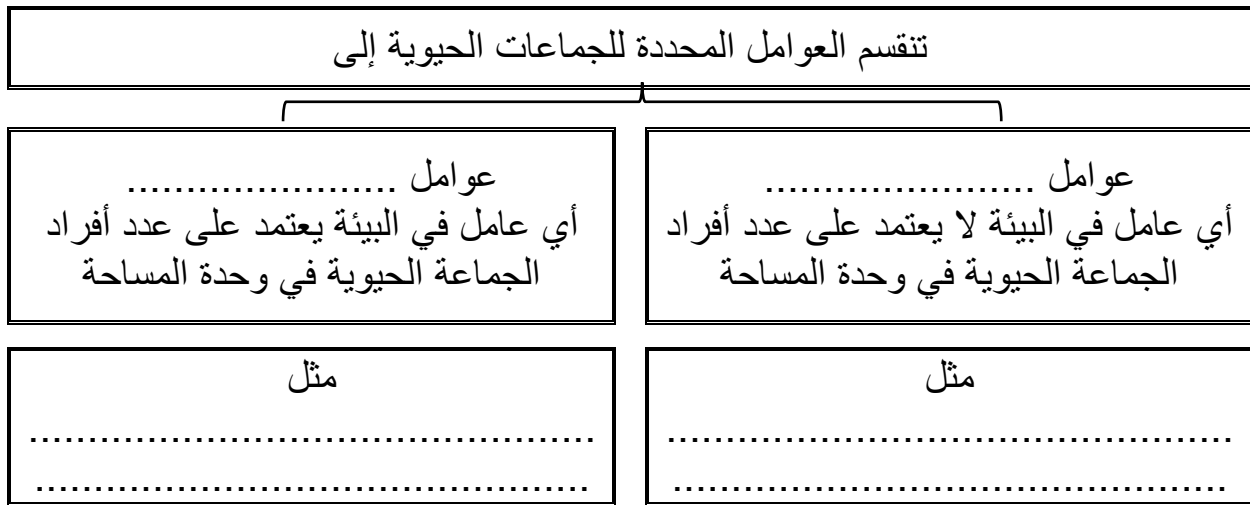 تنقسم العوامل المحددة للجماعات الحيوية إلى
عوامل .......................
أي عامل في البيئة لا يعتمد على عدد أفراد
الجماعة الحيوية في وحدة المساحة
عوامل .......................
أي عامل في البيئة يعتمد على عدد أفراد
الجماعة الحيوية في وحدة المساحة
مثل
................................................
...............................................
مثل
................................................
...............................................